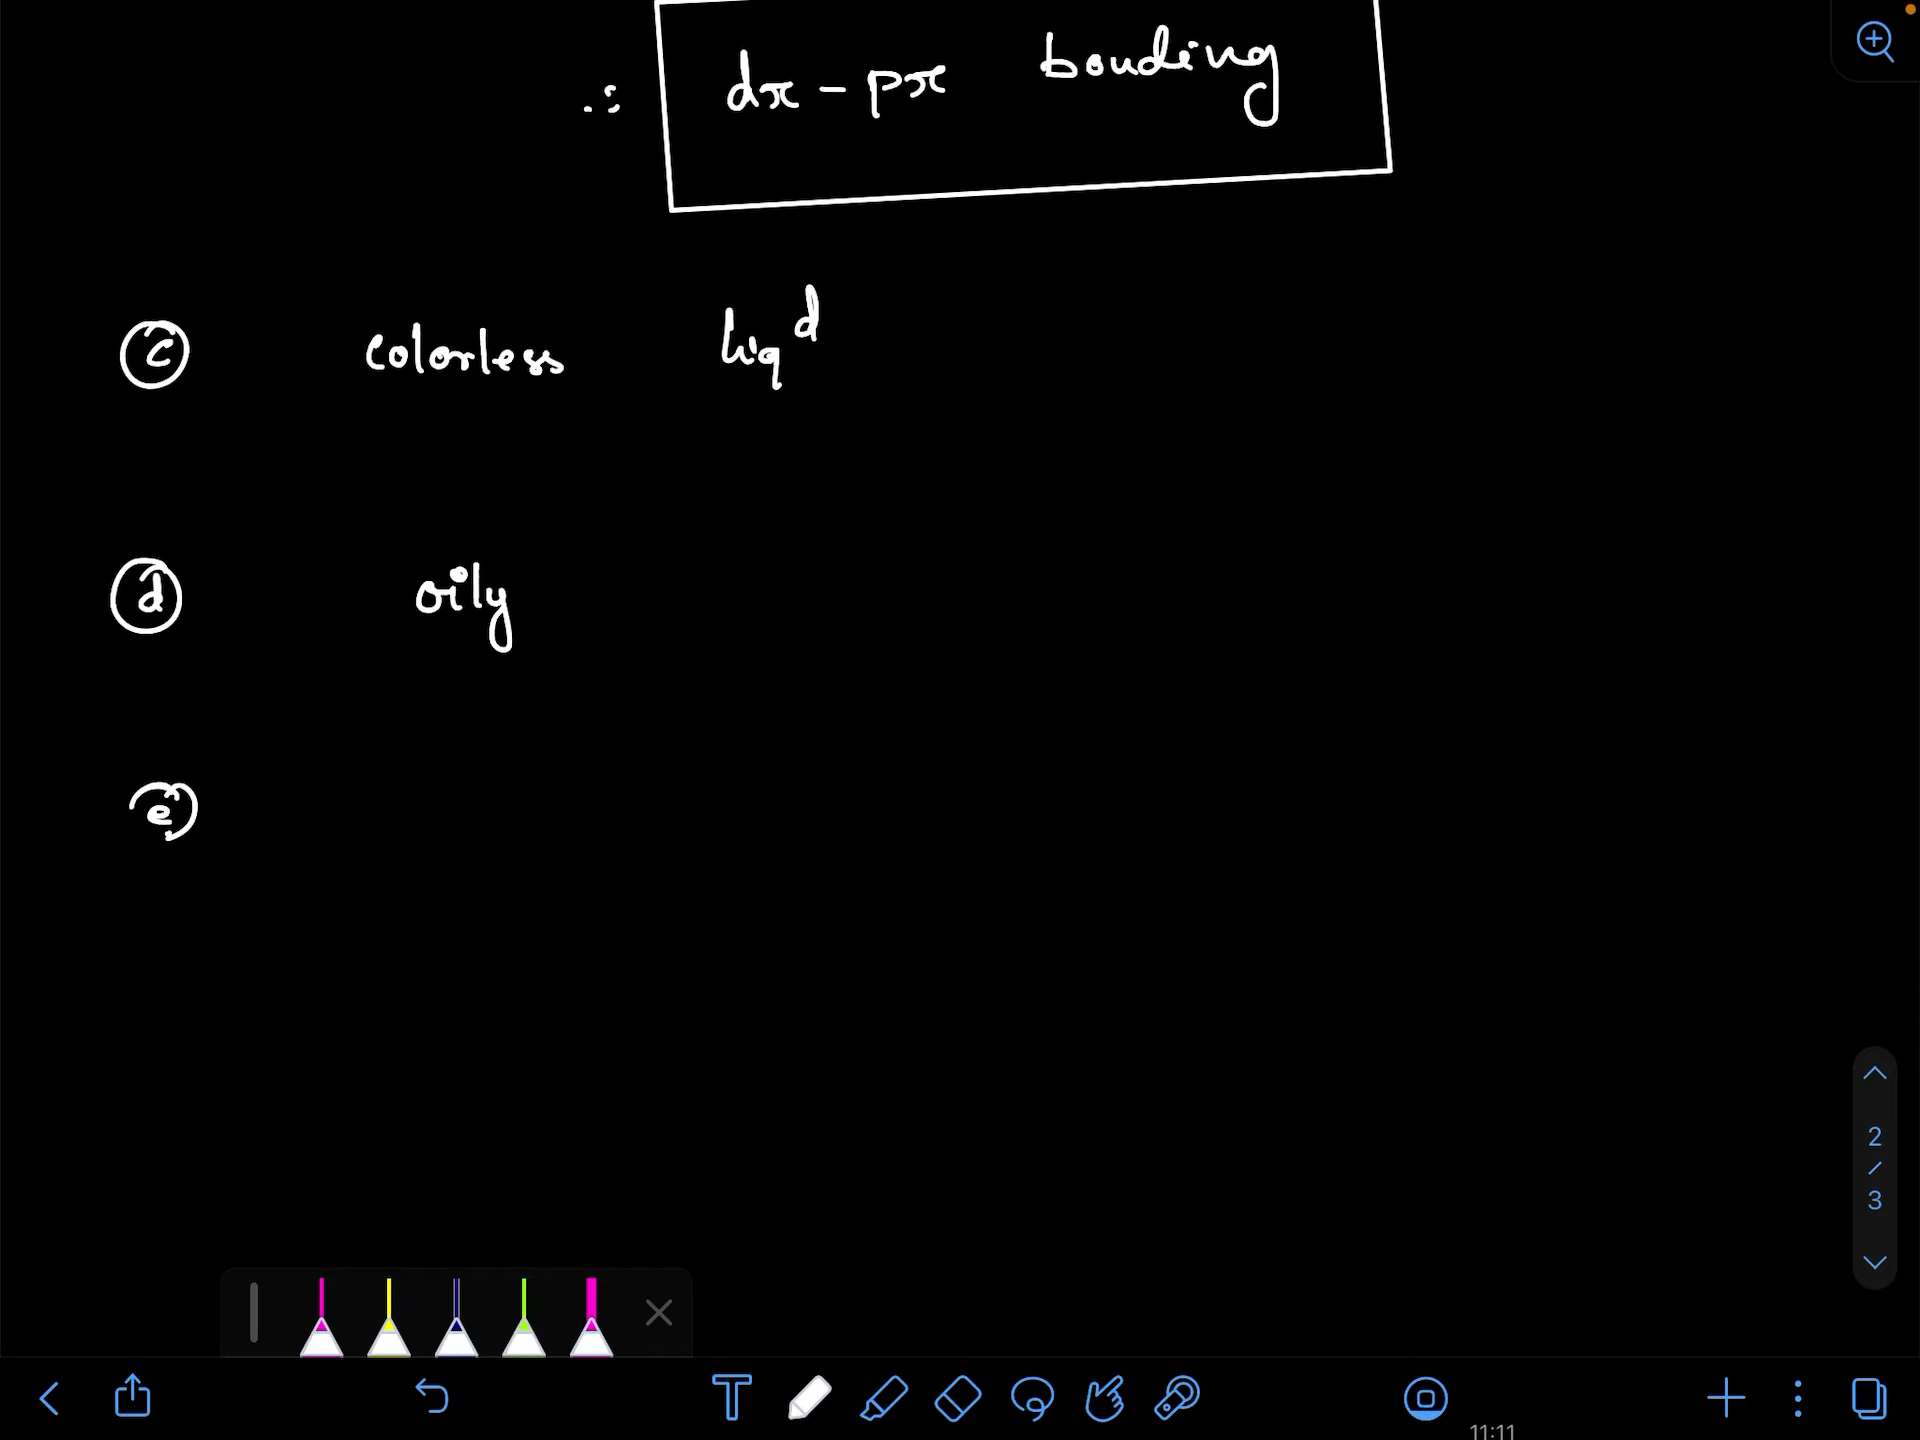 ∴ dπ - pπ bonding
c colorless liqᵈ
d oily
e
2
/
3
11:11